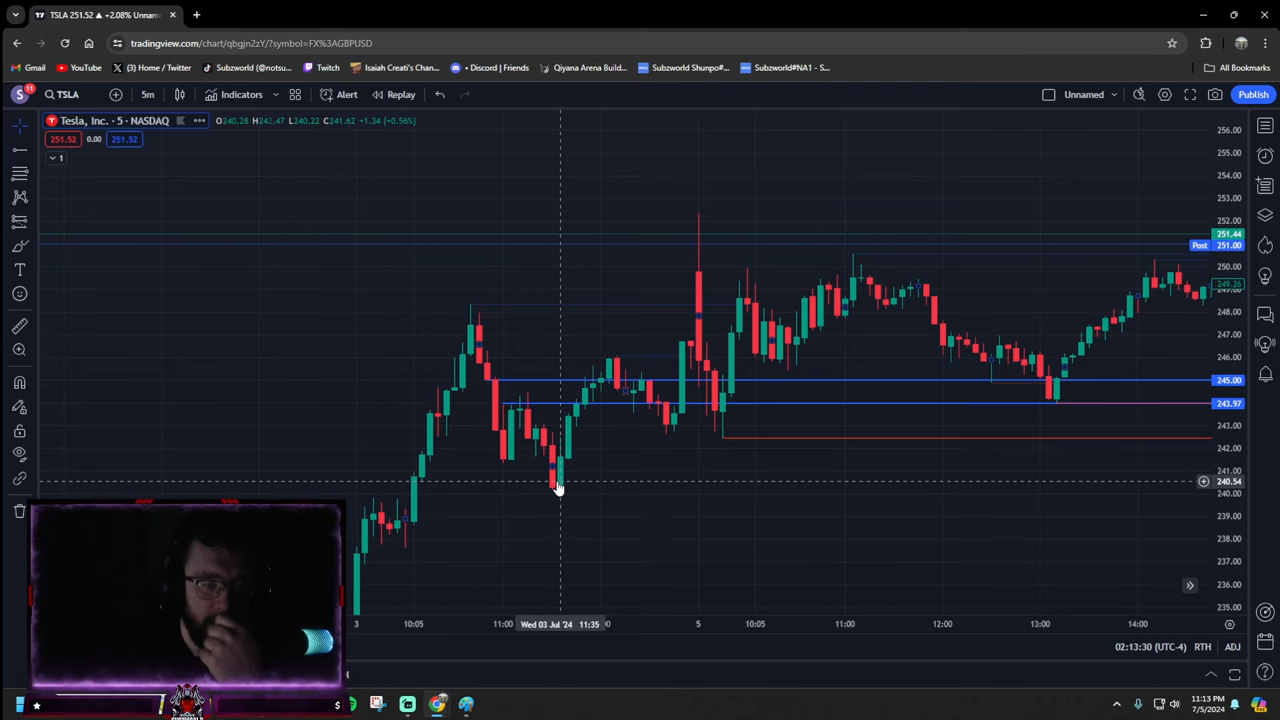 TSLA 251.52 ▲ +2.08% Unnam
tradingview.com/chart/qbgjn2zY/?symbol=FX%3AGBPUSD
Gmail
YouTube
(3) Home / Twitter
Subzworld (@notsu...
Twitch
Isaiah Creati's Chan...
Discord | Friends
Qiyana Arena Build...
Subzworld Shunpo#...
Subzworld#NA1 - S...
All Bookmarks
S 11 TSLA 5m Indicators Alert Replay Unnamed Publish
Tesla, Inc. · 5 · NASDAQ O240.28 H242.47 L240.22 C241.62 +1.34 (+0.56%)
251.52 0.00 251.52
1
256.00
255.00
254.00
253.00
252.00
251.44
Post 251.00
250.00
249.26
248.00
247.00
246.00
245.00
243.97
243.00
242.00
241.00
240.54
240.00
239.00
238.00
237.00
236.00
235.00
3 10:05 11:00 Wed 03 Jul '24 11:35 5 10:05 11:00 12:00 13:00 14:00
02:13:30 (UTC-4) RTH ADJ
$
11:13 PM
7/5/2024